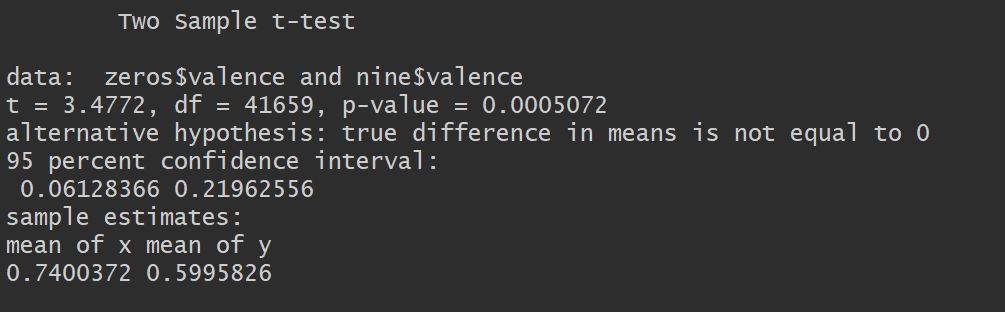 Two Sample t-test
data:  zeros$valence and nine$valence
t = 3.4772, df = 41659, p-value = 0.0005072
alternative hypothesis: true difference in means is not equal to 0
95 percent confidence interval:
0.06128366 0.21962556
sample estimates:
mean of x mean of y
0.7400372 0.5995826